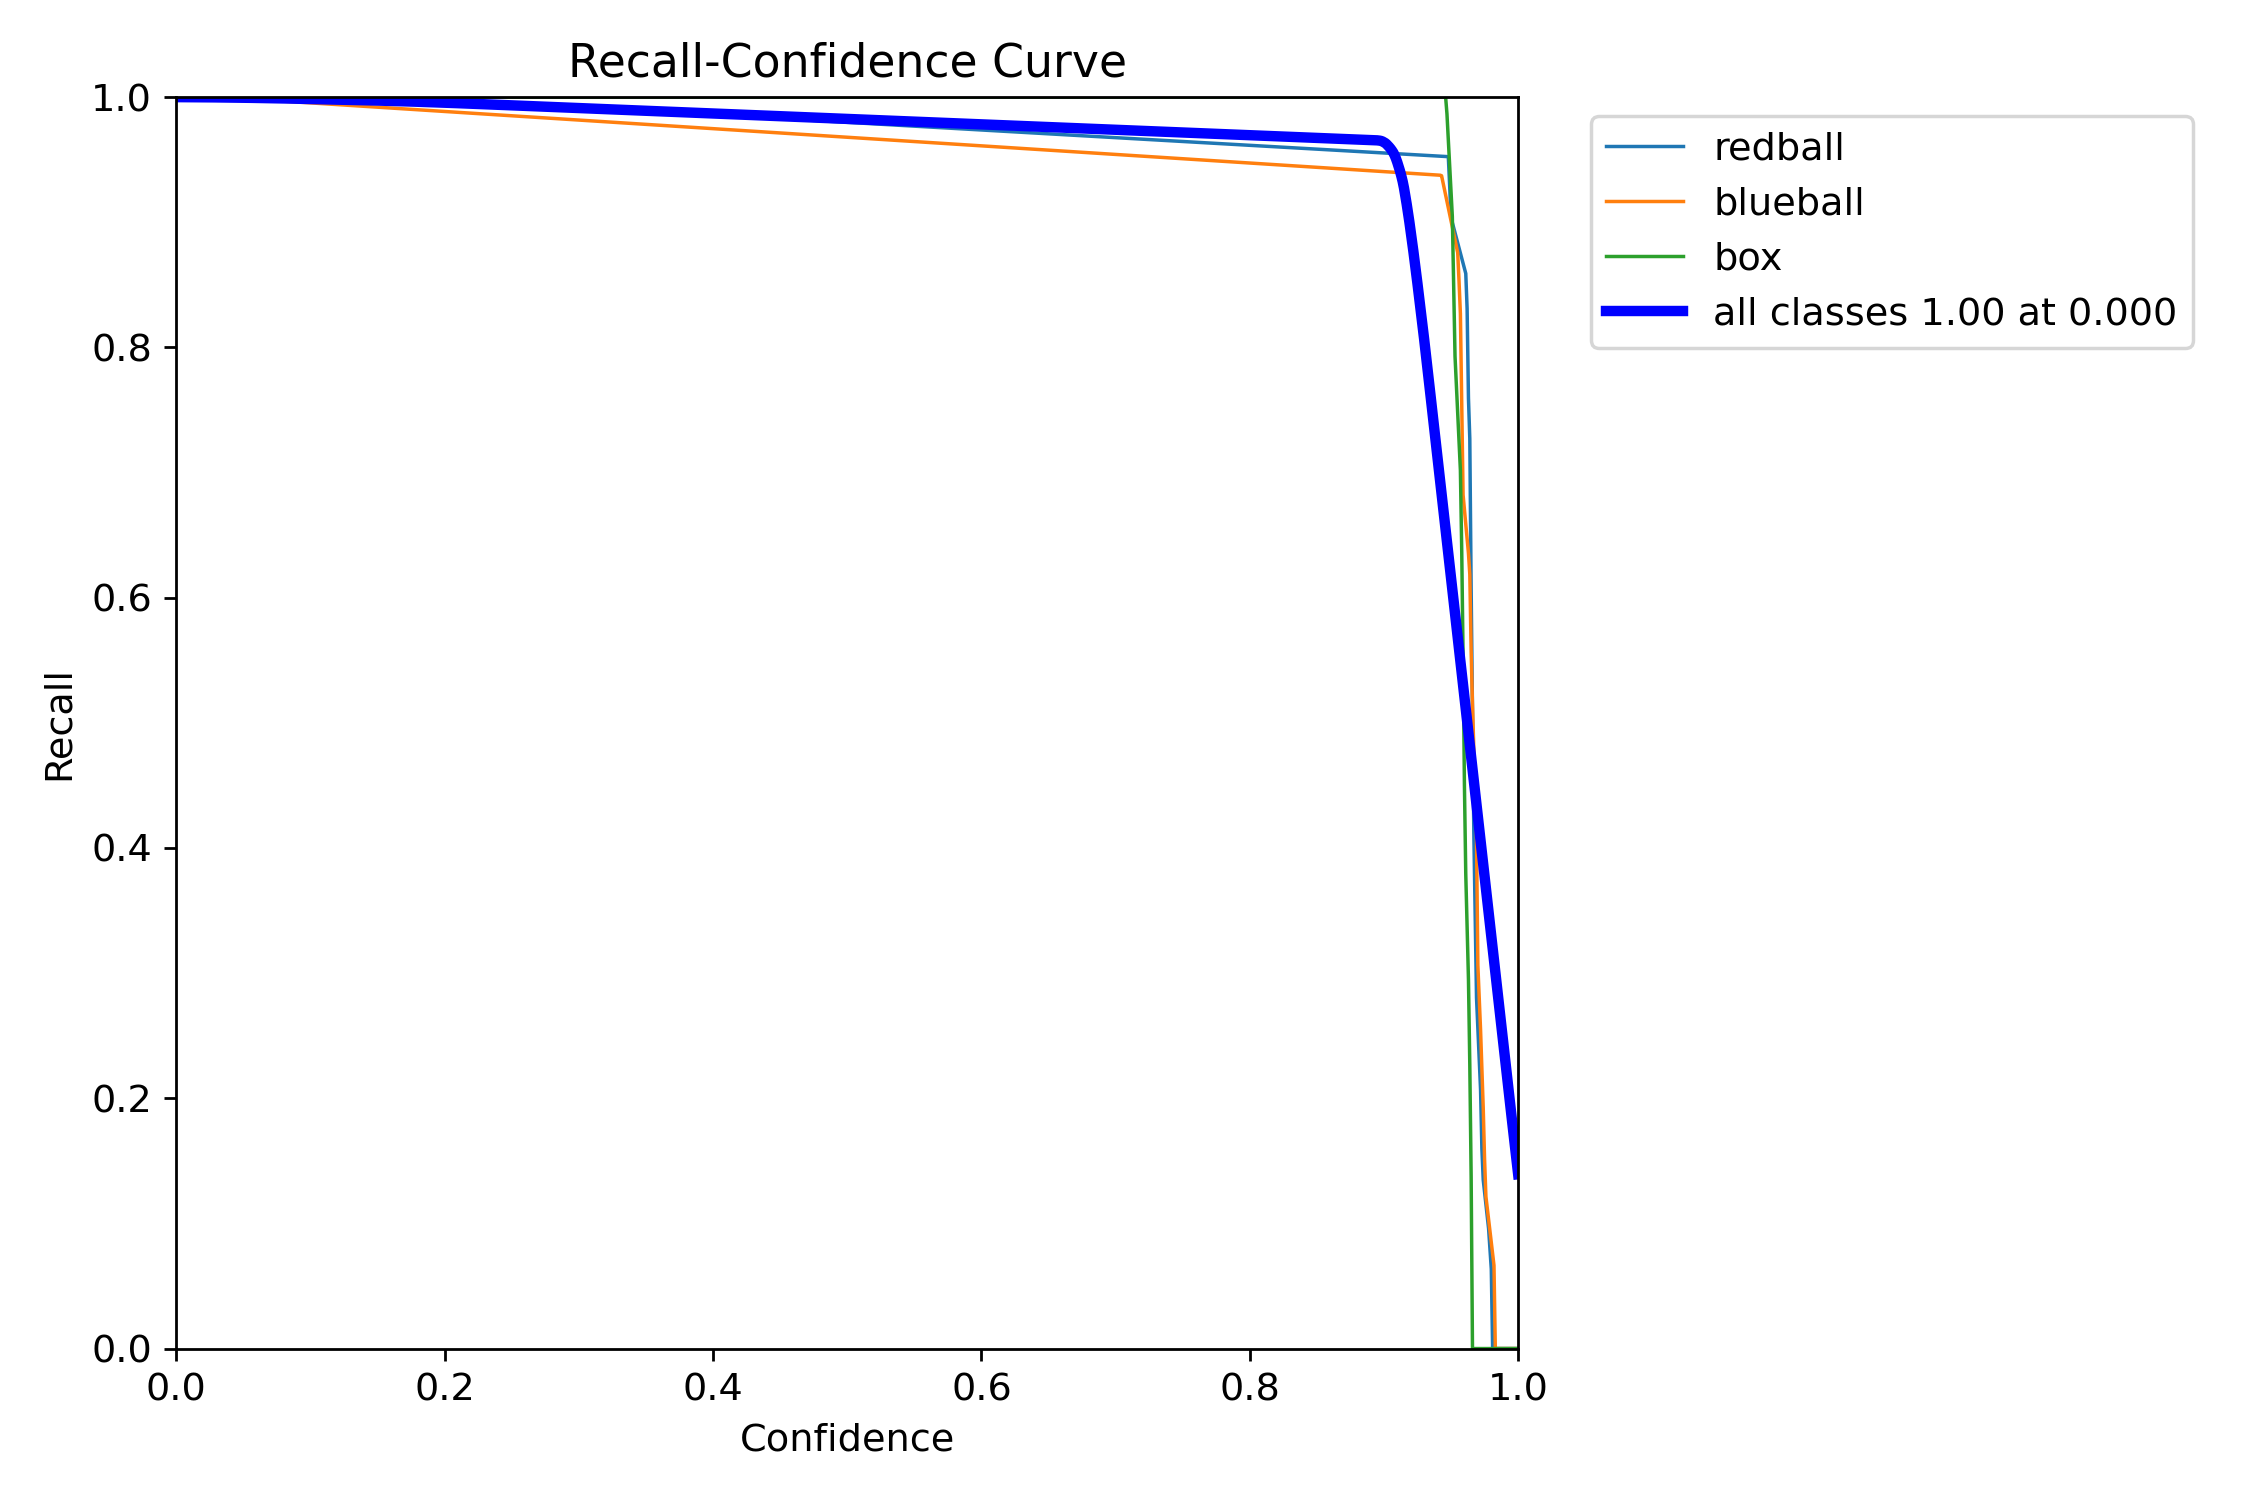 Recall-Confidence Curve
1.0
0.8
0.6
0.4
0.2
0.0
Recall
0.0 0.2 0.4 0.6 0.8 1.0
Confidence
redball
blueball
box
all classes 1.00 at 0.000